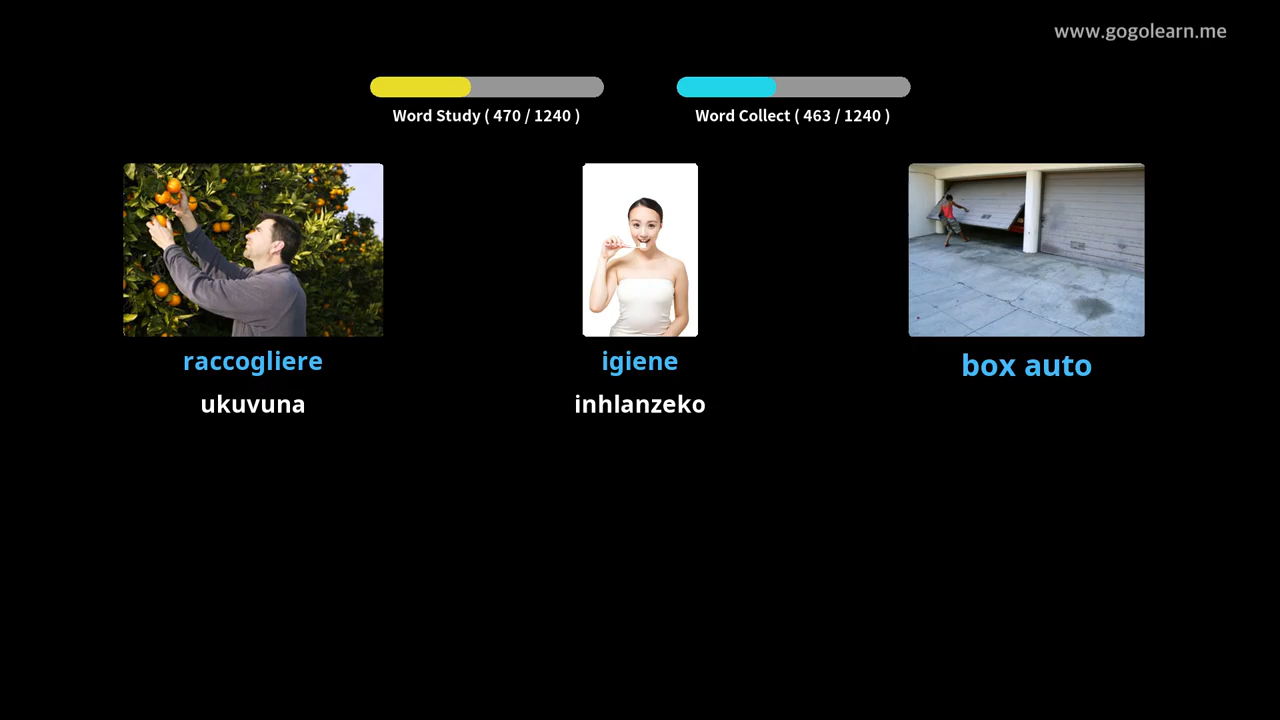 www.gogolearn.me
Word Study ( 470 / 1240 )
Word Collect ( 463 / 1240 )
raccogliere
ukuvuna
igiene
inhlanzeko
box auto